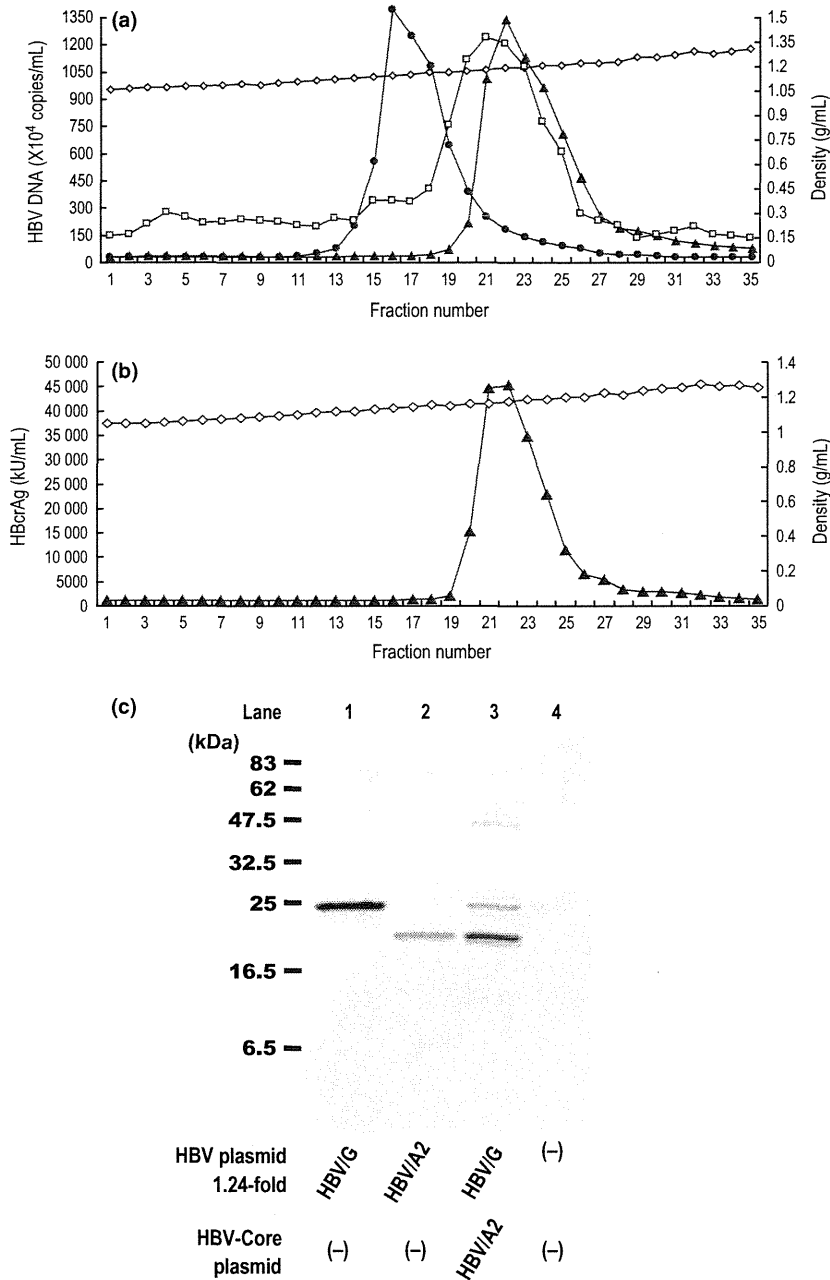 (a)
HBV DNA (X10⁴ copies/mL)
1350
1200
1050
900
750
600
450
300
150
0
1.5
1.35
1.2
1.05
0.9
0.75
0.6
0.45
0.3
0.15
0
Density (g/mL)
1 3 5 7 9 11 13 15 17 19 21 23 25 27 29 31 33 35
Fraction number
(b)
HBcrAg (kU/mL)
50 000
45 000
40 000
35 000
30 000
25 000
20 000
15 000
10 000
5000
0
1.4
1.2
1
0.8
0.6
0.4
0.2
0
Density (g/mL)
1 3 5 7 9 11 13 15 17 19 21 23 25 27 29 31 33 35
Fraction number
(c)
Lane 1 2 3 4
(kDa)
83
62
47.5
32.5
25
16.5
6.5
HBV plasmid
1.24-fold
HBV/G HBV/A2 HBV/G (–)
HBV-Core
plasmid
(–) (–) HBV/A2 (–)